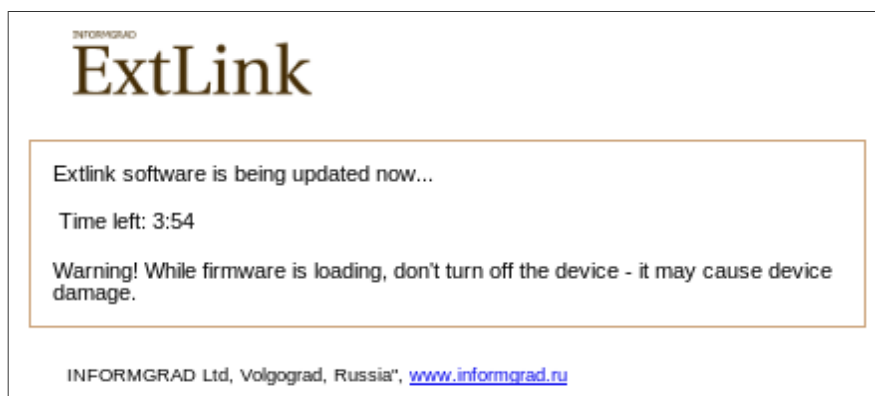 INFORMGRAD
ExtLink
Extlink software is being updated now...
Time left: 3:54
Warning! While firmware is loading, don't turn off the device - it may cause device
damage.
INFORMGRAD Ltd, Volgograd, Russia", www.informgrad.ru